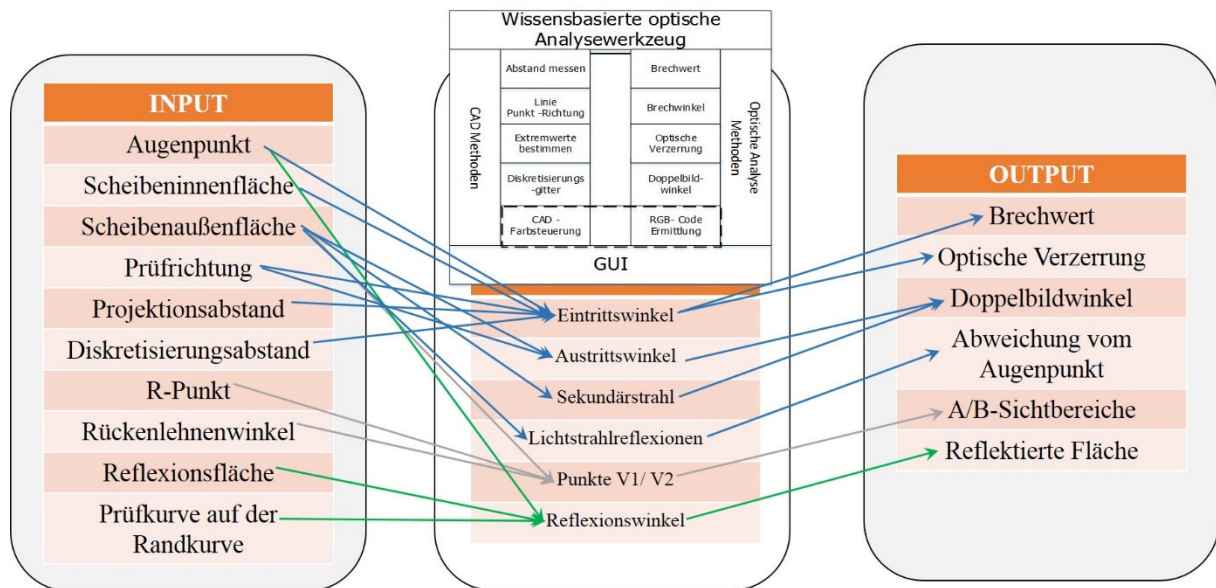 Wissensbasierte optische
Analysewerkzeug
CAD Methoden
Abstand messen
Linie
Punkt -Richtung
Extremwerte
bestimmen
Diskretisierungs
-gitter
CAD -
Farbsteuerung
Brechwert
Brechwinkel
Optische
Verzerrung
Doppelbild-
winkel
RGB- Code
Ermittlung
Optische Analyse
Methoden
GUI
INPUT
Augenpunkt
Scheibeninnenfläche
Scheibenaußenfläche
Prüfrichtung
Projektionsabstand
Diskretisierungsabstand
R-Punkt
Rückenlehnenwinkel
Reflexionsfläche
Prüfkurve auf der
Randkurve
Eintrittswinkel
Austrittswinkel
Sekundärstrahl
Lichtstrahlreflexionen
Punkte V1/ V2
Reflexionswinkel
OUTPUT
Brechwert
Optische Verzerrung
Doppelbildwinkel
Abweichung vom
Augenpunkt
A/B-Sichtbereiche
Reflektierte Fläche